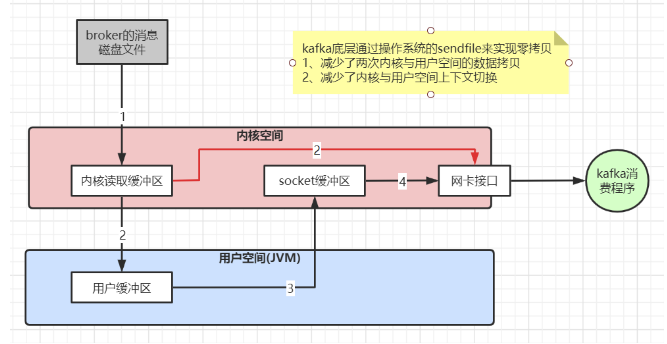 broker的消息
磁盘文件
kafka底层通过操作系统的sendfile来实现零拷贝
1、减少了两次内核与用户空间的数据拷贝
2、减少了内核与用户空间上下文切换
1
内核空间
2
内核读取缓冲区
socket缓冲区
4
网卡接口
kafka消
费程序
2
用户空间(JVM)
用户缓冲区
3